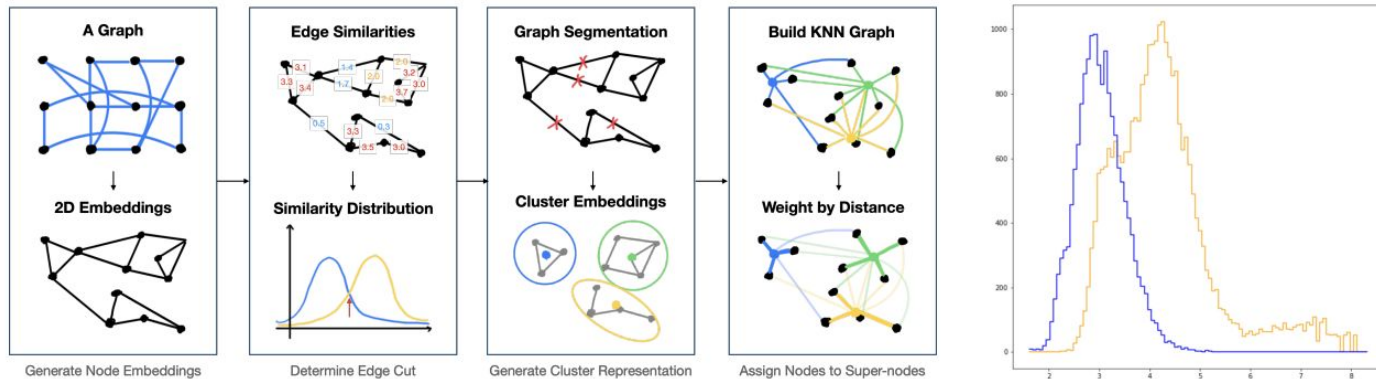 A Graph
2D Embeddings
Generate Node Embeddings
Edge Similarities
3.1
1.4
2.0
3.3
3.4
2.0
3.2
3.0
1.7
3.7
2.0
0.5
3.3
0.3
3.5
3.0
Similarity Distribution
Determine Edge Cut
Graph Segmentation
Cluster Embeddings
Generate Cluster Representation
Build KNN Graph
Weight by Distance
Assign Nodes to Super-nodes
1000
800
600
400
200
0
2 3 4 5 6 7 8